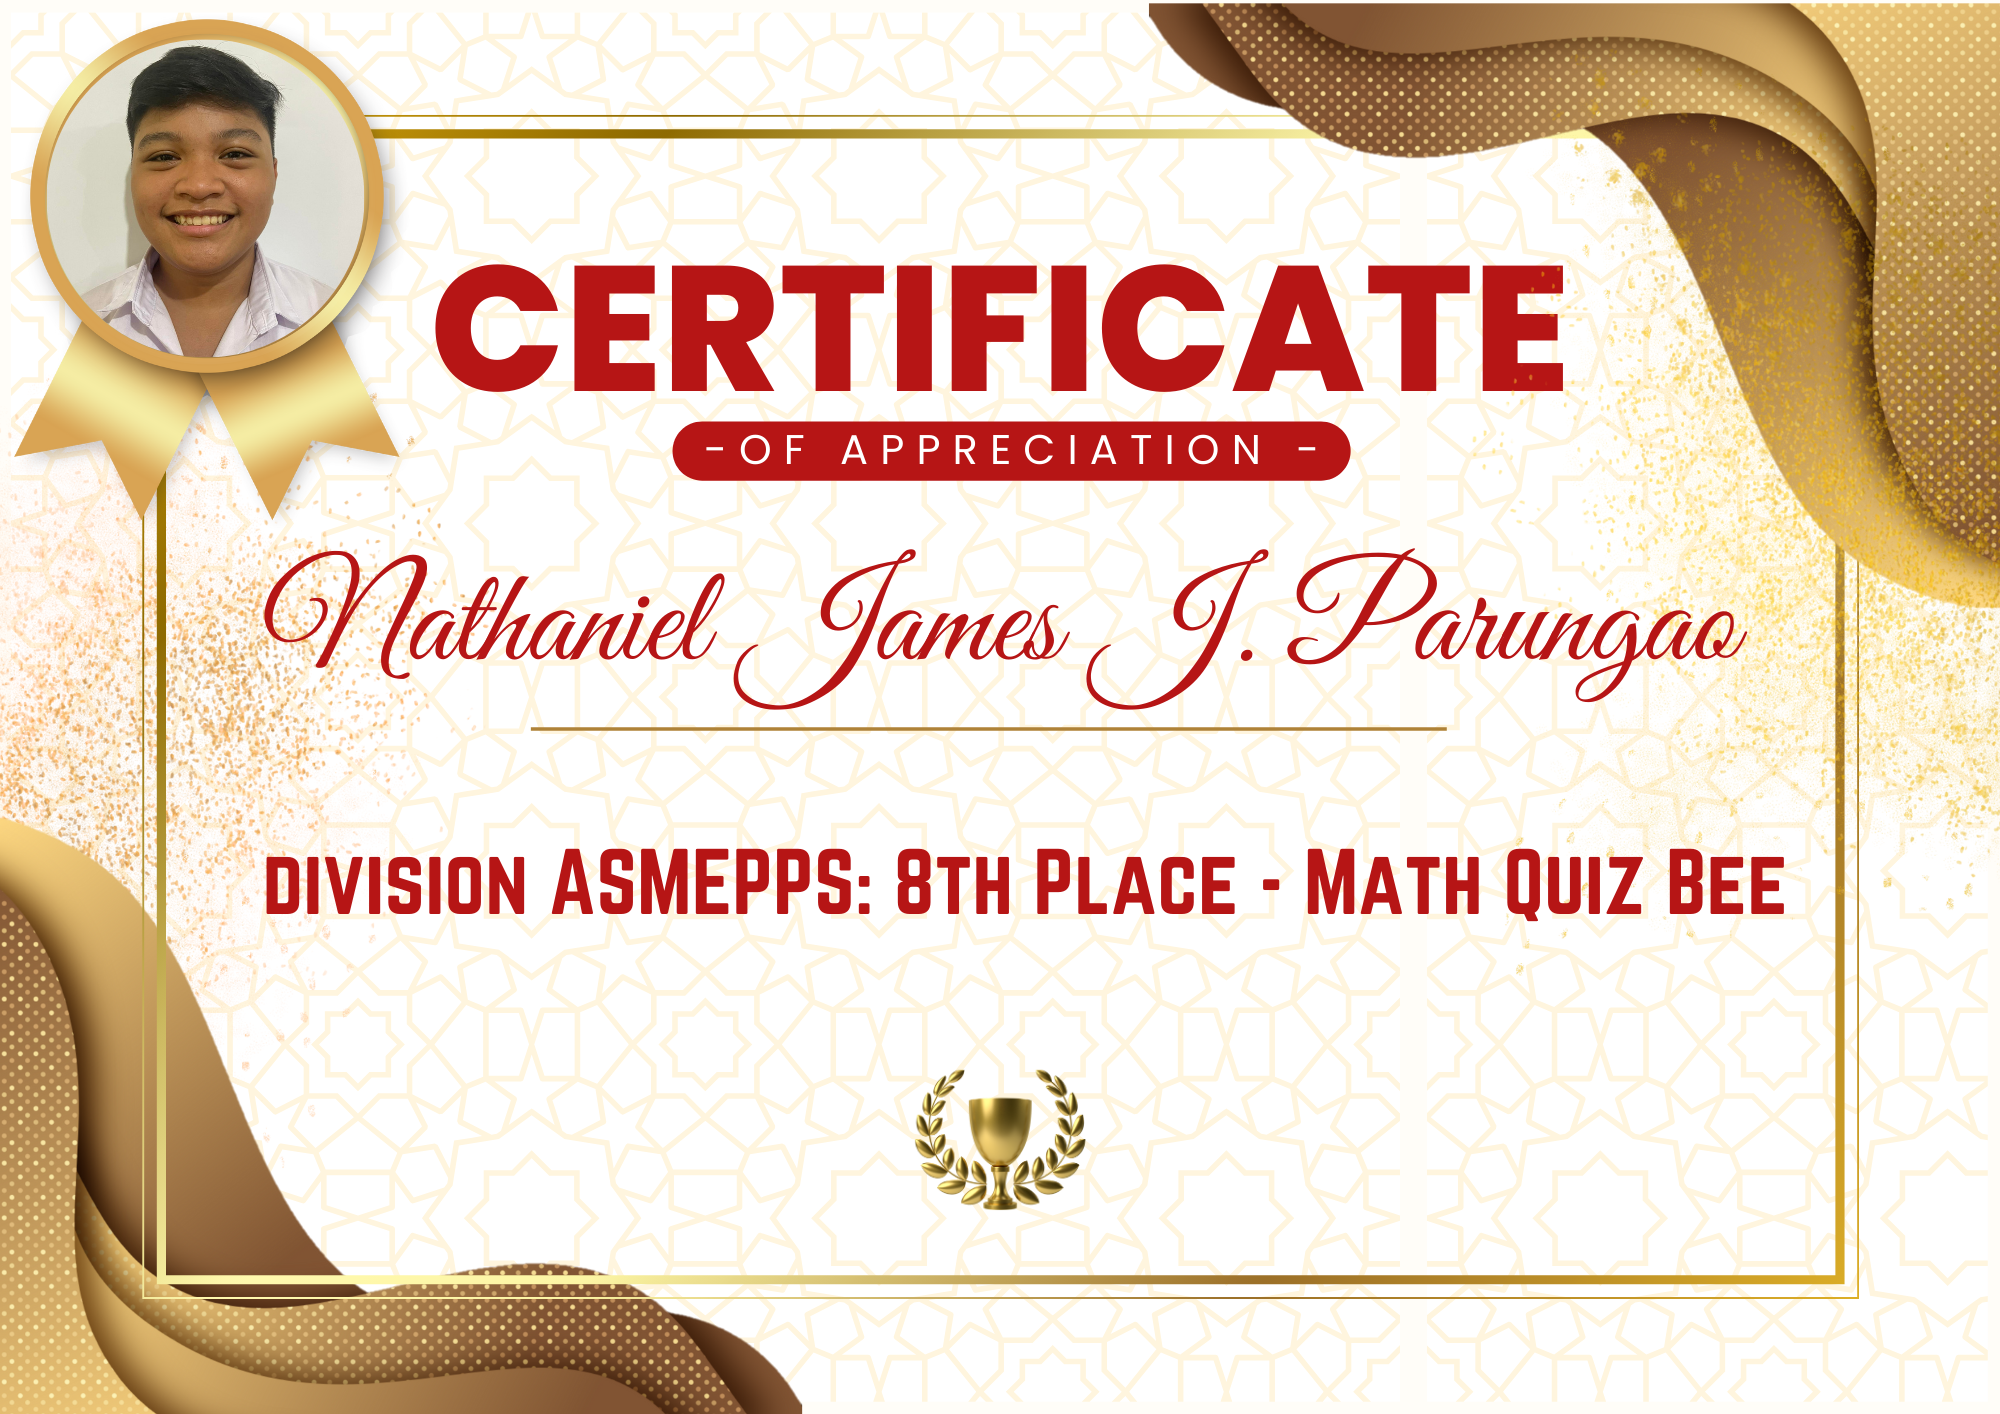 CERTIFICATE
-OF APPRECIATION -
Nathaniel James J. Parungao
DIVISION ASMEPPS: 8TH PLACE - MATH QUIZ BEE